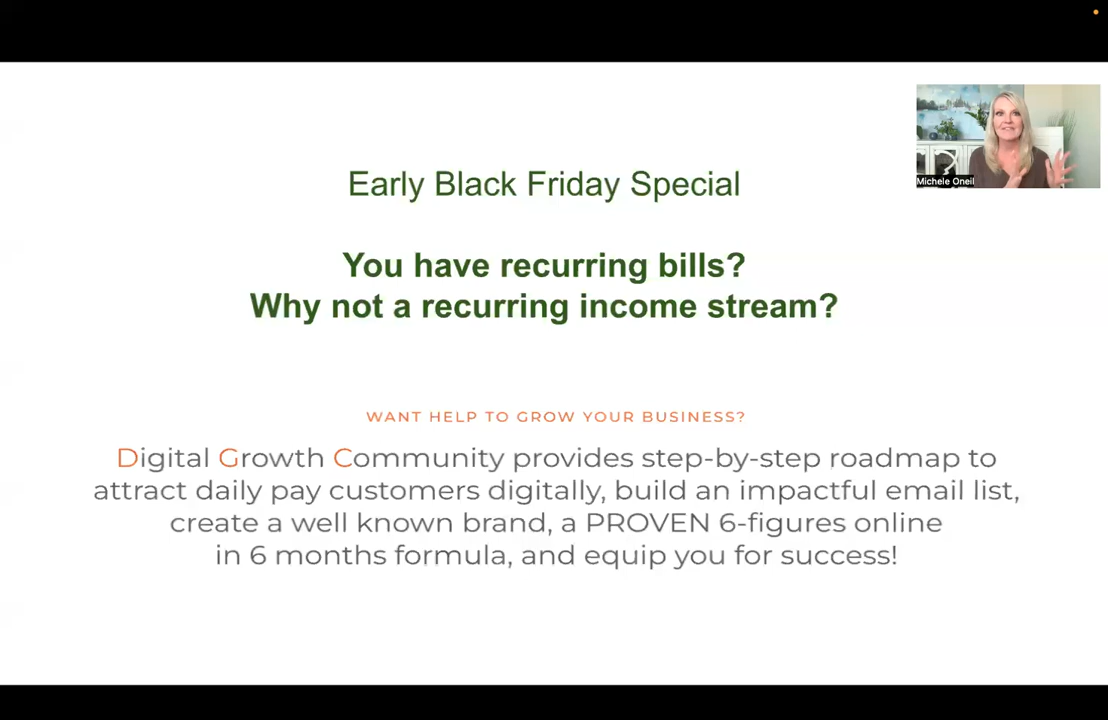 Early Black Friday Special
You have recurring bills?
Why not a recurring income stream?
WANT HELP TO GROW YOUR BUSINESS?
Digital Growth Community provides step-by-step roadmap to
attract daily pay customers digitally, build an impactful email list,
create a well known brand, a PROVEN 6-figures online
in 6 months formula, and equip you for success!
Michele Oneil